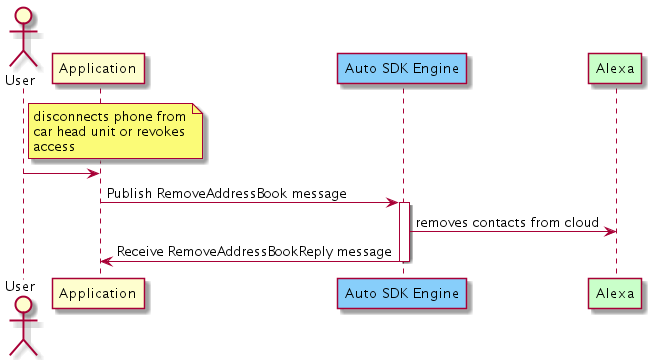 User
Application
Auto SDK Engine
Alexa
disconnects phone from
car head unit or revokes
access
Publish RemoveAddressBook message
removes contacts from cloud
Receive RemoveAddressBookReply message
User
Application
Auto SDK Engine
Alexa